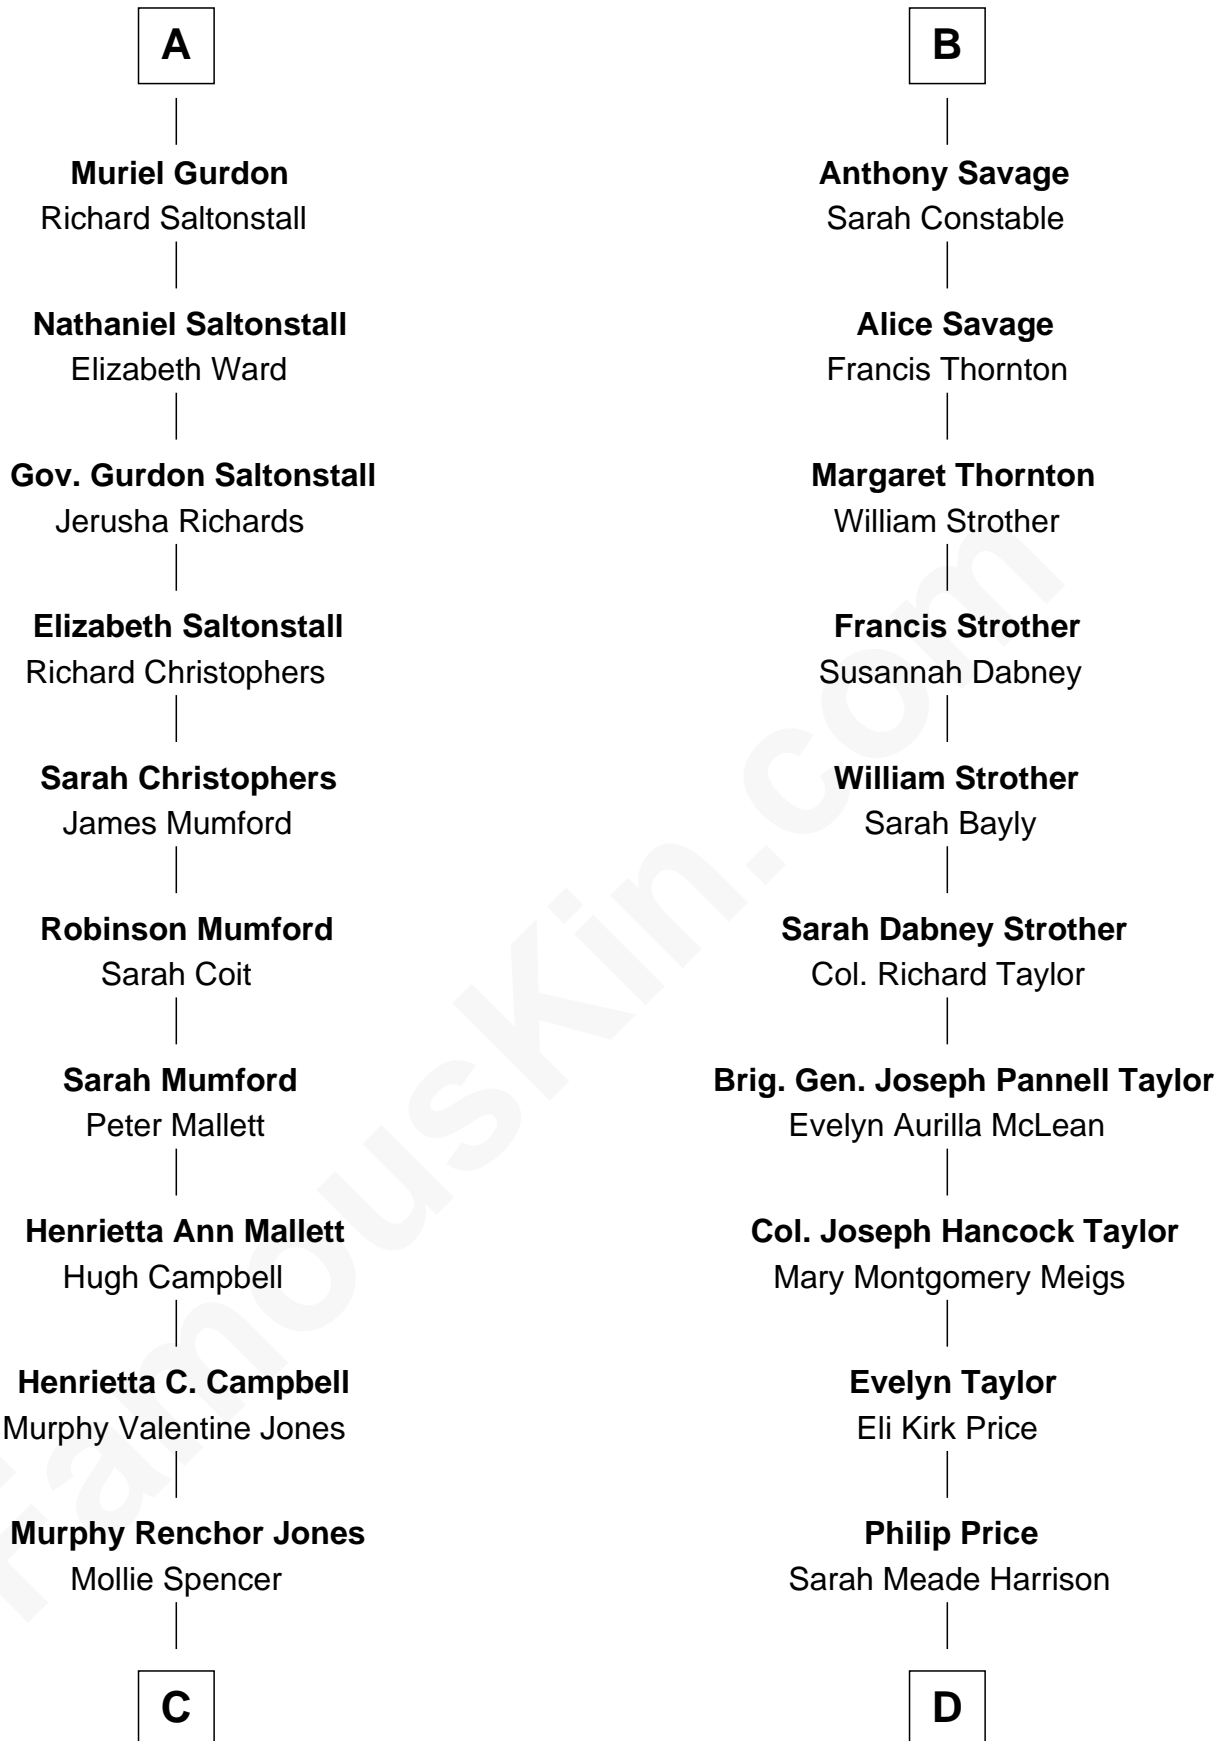 A
Muriel Gurdon
Richard Saltonstall
Nathaniel Saltonstall
Elizabeth Ward
Gov. Gurdon Saltonstall
Jerusha Richards
Elizabeth Saltonstall
Richard Christophers
Sarah Christophers
James Mumford
Robinson Mumford
Sarah Coit
Sarah Mumford
Peter Mallett
Henrietta Ann Mallett
Hugh Campbell
Henrietta C. Campbell
Murphy Valentine Jones
Murphy Renchor Jones
Mollie Spencer
C
B
Anthony Savage
Sarah Constable
Alice Savage
Francis Thornton
Margaret Thornton
William Strother
Francis Strother
Susannah Dabney
William Strother
Sarah Bayly
Sarah Dabney Strother
Col. Richard Taylor
Brig. Gen. Joseph Pannell Taylor
Evelyn Aurilla McLean
Col. Joseph Hancock Taylor
Mary Montgomery Meigs
Evelyn Taylor
Eli Kirk Price
Philip Price
Sarah Meade Harrison
D
FamousKin.com